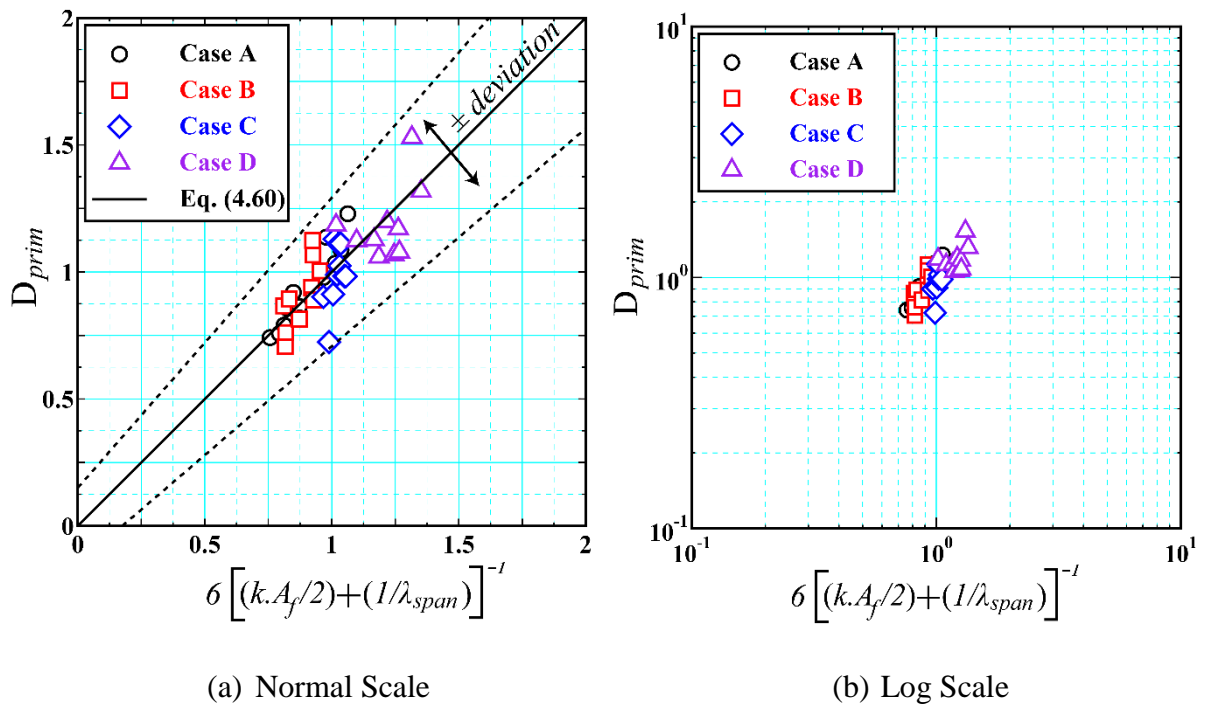 2
1.5
1
0.5
0
D_prim
Case A
Case B
Case C
Case D
Eq. (4.60)
± deviation
0 0.5 1 1.5 2
6 [(k.A_f/2)+(1/λ_span)]^-1
(a) Normal Scale
10^1
10^0
10^-1
D_prim
Case A
Case B
Case C
Case D
10^-1 10^0 10^1
6 [(k.A_f/2)+(1/λ_span)]^-1
(b) Log Scale